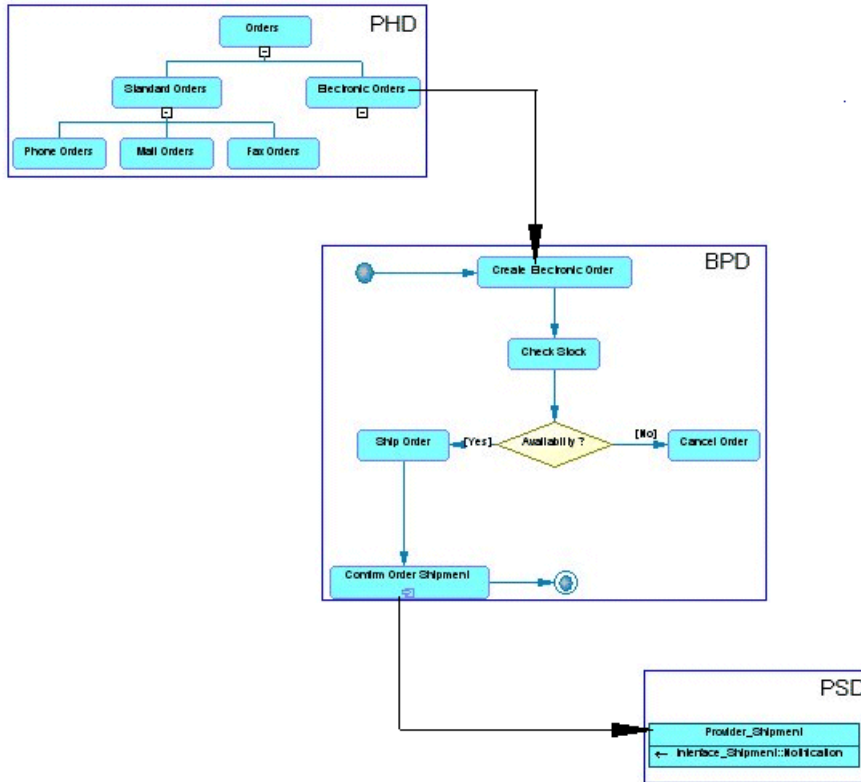 PHD
Orders
Standard Orders
Electronic Orders
Phone Orders
Mail Orders
Fax Orders
BPD
Create Electronic Order
Check Stock
Availability ?
[Yes]
[No]
Ship Order
Cancel Order
Confirm Order Shipment
PSD
Provider_Shipment
Interface_Shipment::Notification